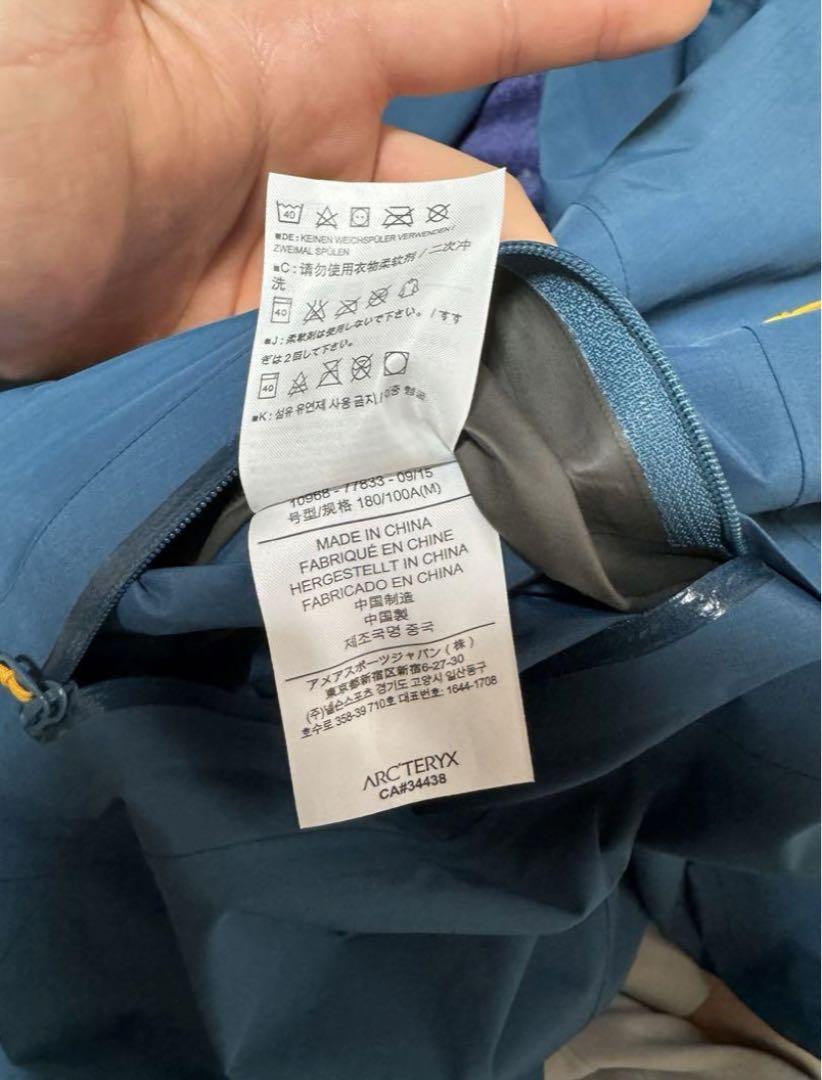 40
■DE: KEINEN WEICHSPÜLER VERWENDEN /
ZWEIMAL SPÜLEN
■C: 请勿使用衣物柔软剂 / 二次冲
洗
40
■J: 柔軟剤は使用しないで下さい。/ すす
ぎは2回して下さい。
40
■K: 섬유 유연제 사용 금지 / 이중
10968 - 77833 - 09/15
号型/规格 180/100A(M)
MADE IN CHINA
FABRIQUÉ EN CHINE
HERGESTELLT IN CHINA
FABRICADO EN CHINA
中国制造
中国製
제조국명 중국
アメアスポーツジャパン (株)
東京都新宿区新宿6-27-30
(주)넬슨스포츠 경기도 고양시 일산동구
호수로 358-39 710호 대표번호: 1644-1708
ARC'TERYX
CA#34438